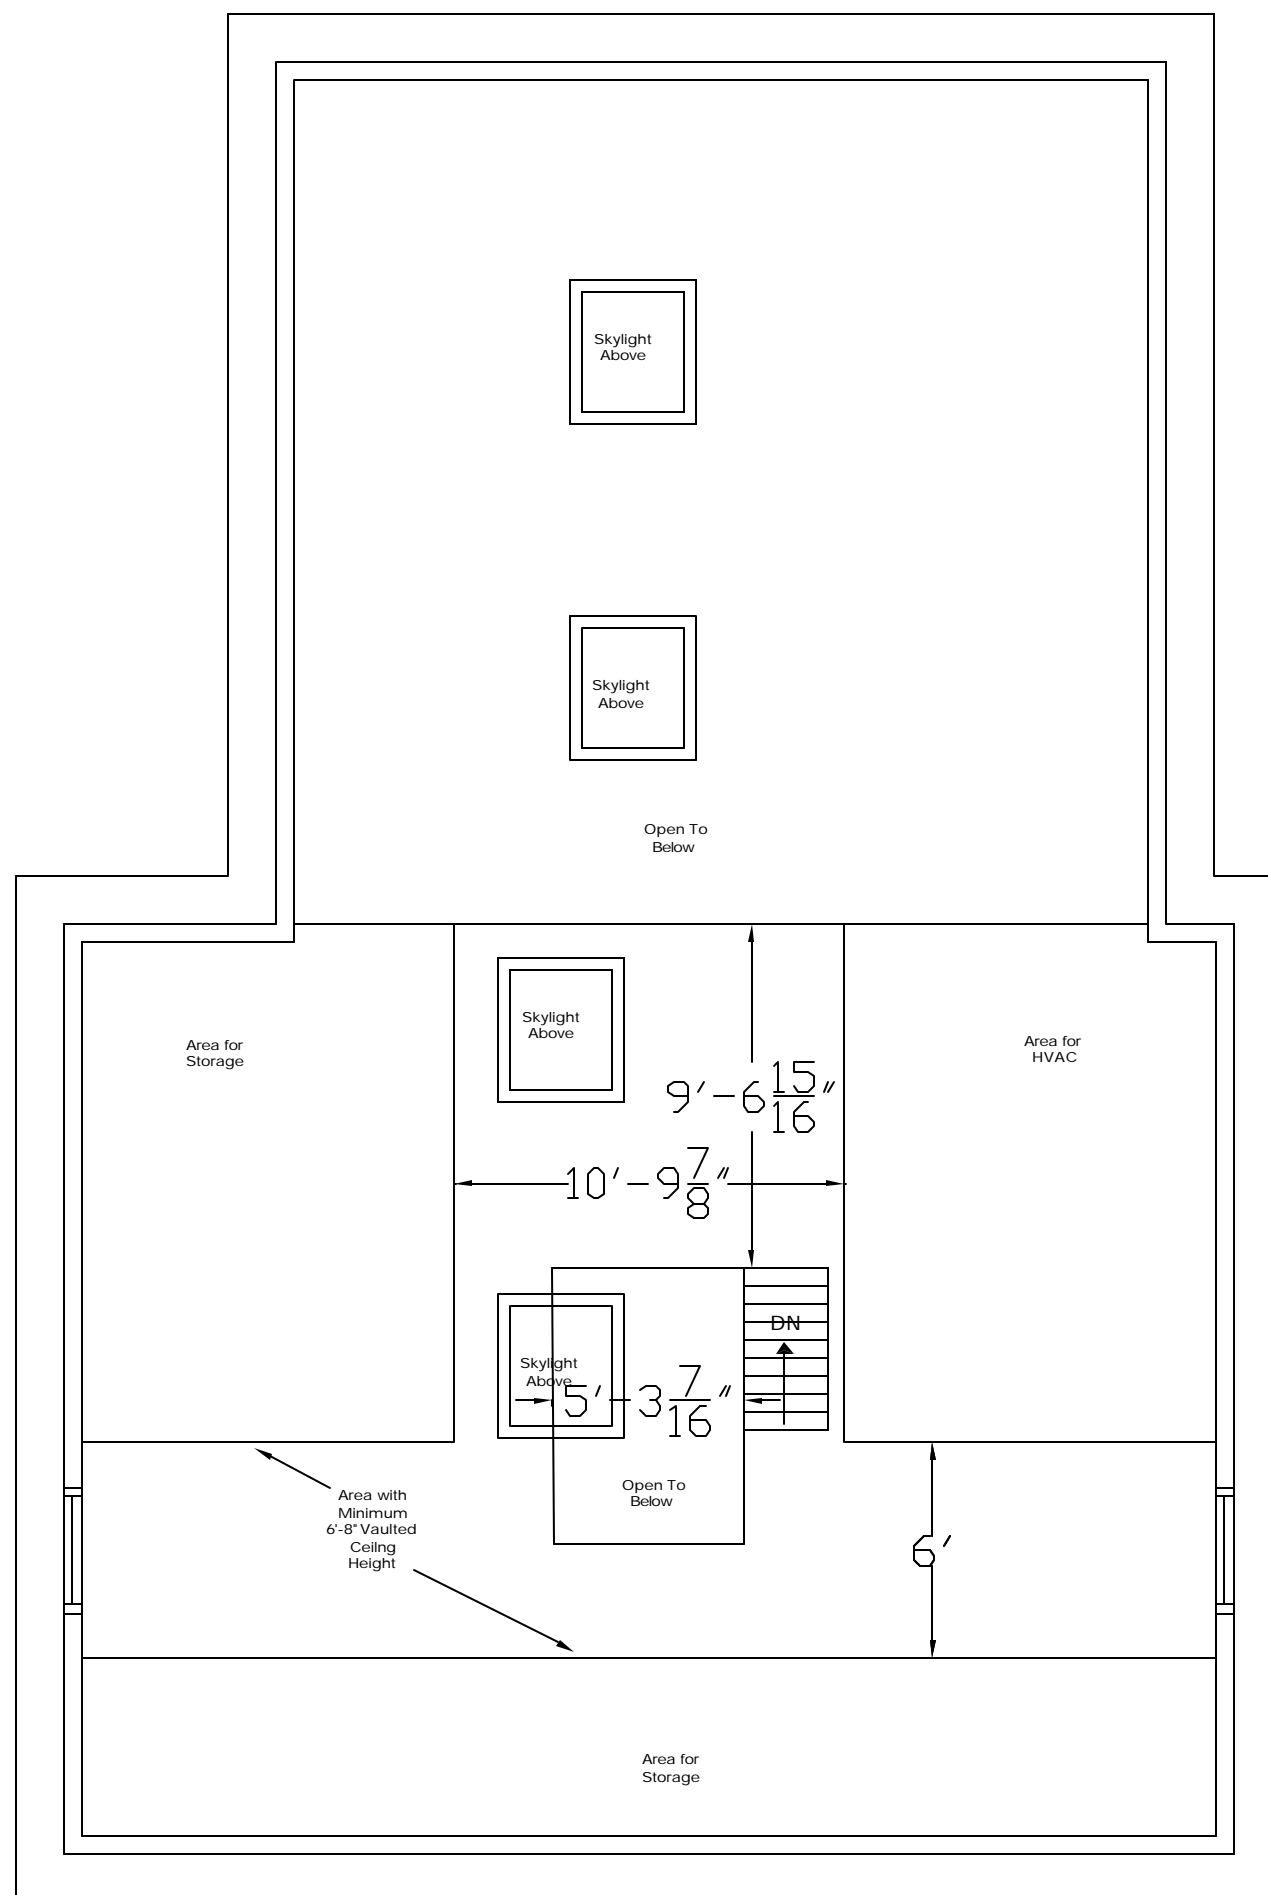 Skylight
Above
Skylight
Above
Open To
Below
Skylight
Above
Area for
Storage
Area for
HVAC
9'-6 15/16"
10'-9 7/8"
DN
Skylight
Above
5'-3 7/16"
Open To
Below
Area with
Minimum
6'-8" Vaulted
Ceilng
Height
6'
Area for
Storage